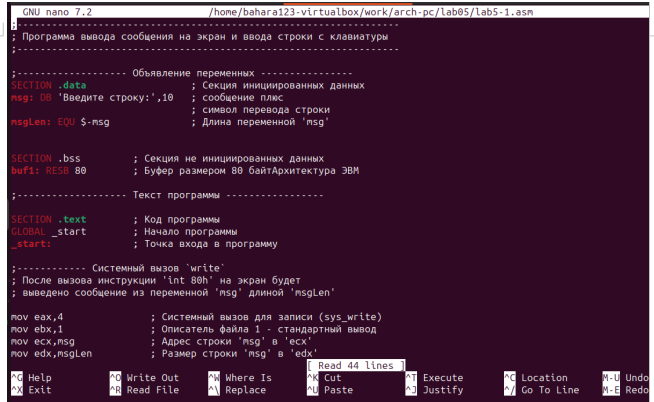 GNU nano 7.2 /home/bahara123-virtualbox/work/arch-pc/lab05/lab5-1.asm
;-------------------------------------------------------------------
; Программа вывода сообщения на экран и ввода строки с клавиатуры
;-------------------------------------------------------------------
;------------------- Объявление переменных ----------------
SECTION .data ; Секция инициированных данных
msg: DB 'Введите строку:',10 ; сообщение плюс
; символ перевода строки
msgLen: EQU $-msg ; Длина переменной 'msg'
SECTION .bss ; Секция не инициированных данных
buf1: RESB 80 ; Буфер размером 80 байтАрхитектура ЭВМ
;------------------- Текст программы -----------------
SECTION .text ; Код программы
GLOBAL _start ; Начало программы
_start: ; Точка входа в программу
;------------ Системный вызов `write`
; После вызова инструкции 'int 80h' на экран будет
; выведено сообщение из переменной 'msg' длиной 'msgLen'
mov eax,4 ; Системный вызов для записи (sys_write)
mov ebx,1 ; Описатель файла 1 - стандартный вывод
mov ecx,msg ; Адрес строки 'msg' в 'ecx'
mov edx,msgLen ; Размер строки 'msg' в 'edx'
[ Read 44 lines ]
^G Help ^O Write Out ^W Where Is ^K Cut ^T Execute ^C Location M-U Undo
^X Exit ^R Read File ^\ Replace ^U Paste ^J Justify ^/ Go To Line M-E Redo